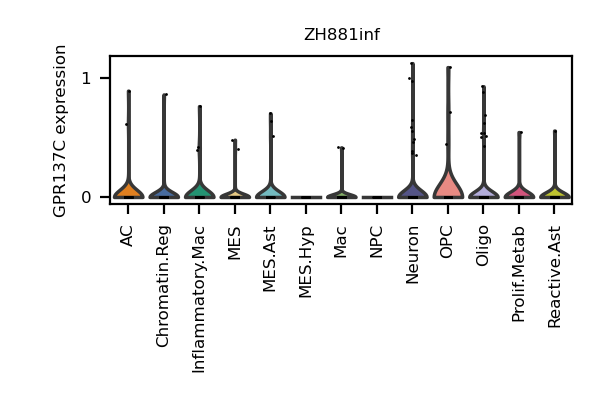 ZH881inf
GPR137C expression
1
0
AC
Chromatin.Reg
Inflammatory.Mac
MES
MES.Ast
MES.Hyp
Mac
NPC
Neuron
OPC
Oligo
Prolif.Metab
Reactive.Ast